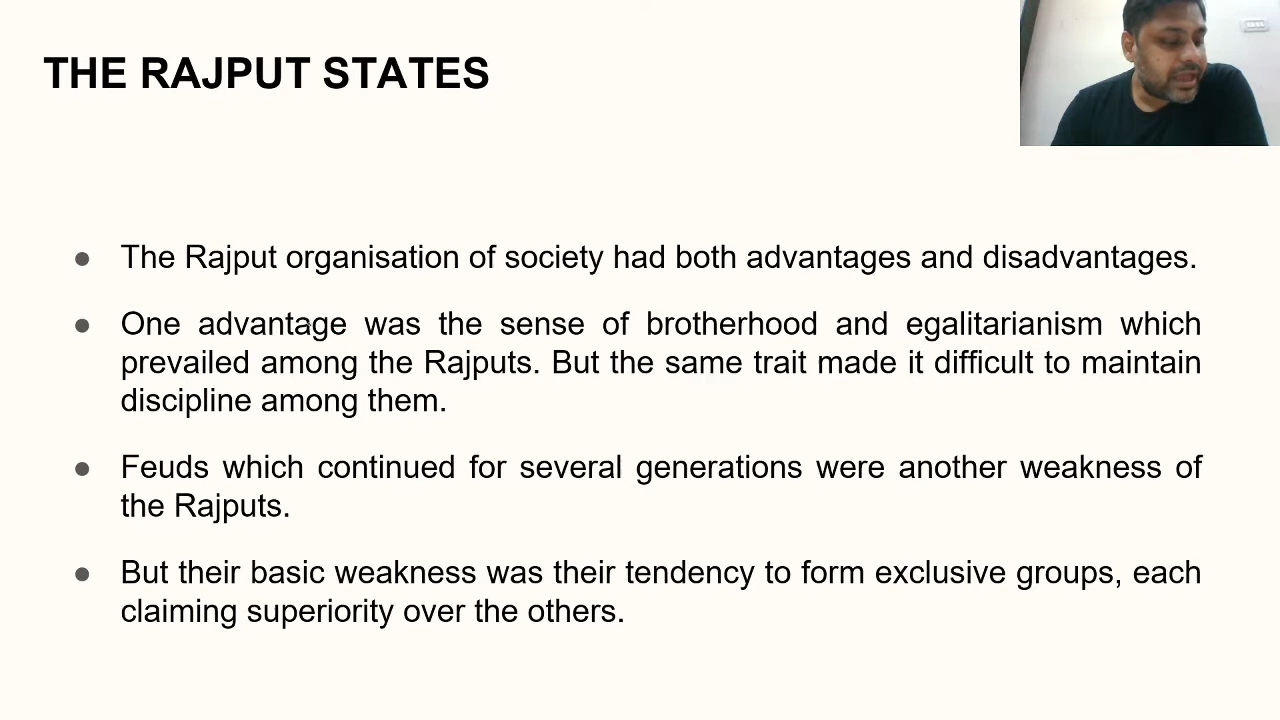 THE RAJPUT STATES
● The Rajput organisation of society had both advantages and disadvantages.
● One advantage was the sense of brotherhood and egalitarianism which
prevailed among the Rajputs. But the same trait made it difficult to maintain
discipline among them.
● Feuds which continued for several generations were another weakness of
the Rajputs.
● But their basic weakness was their tendency to form exclusive groups, each
claiming superiority over the others.